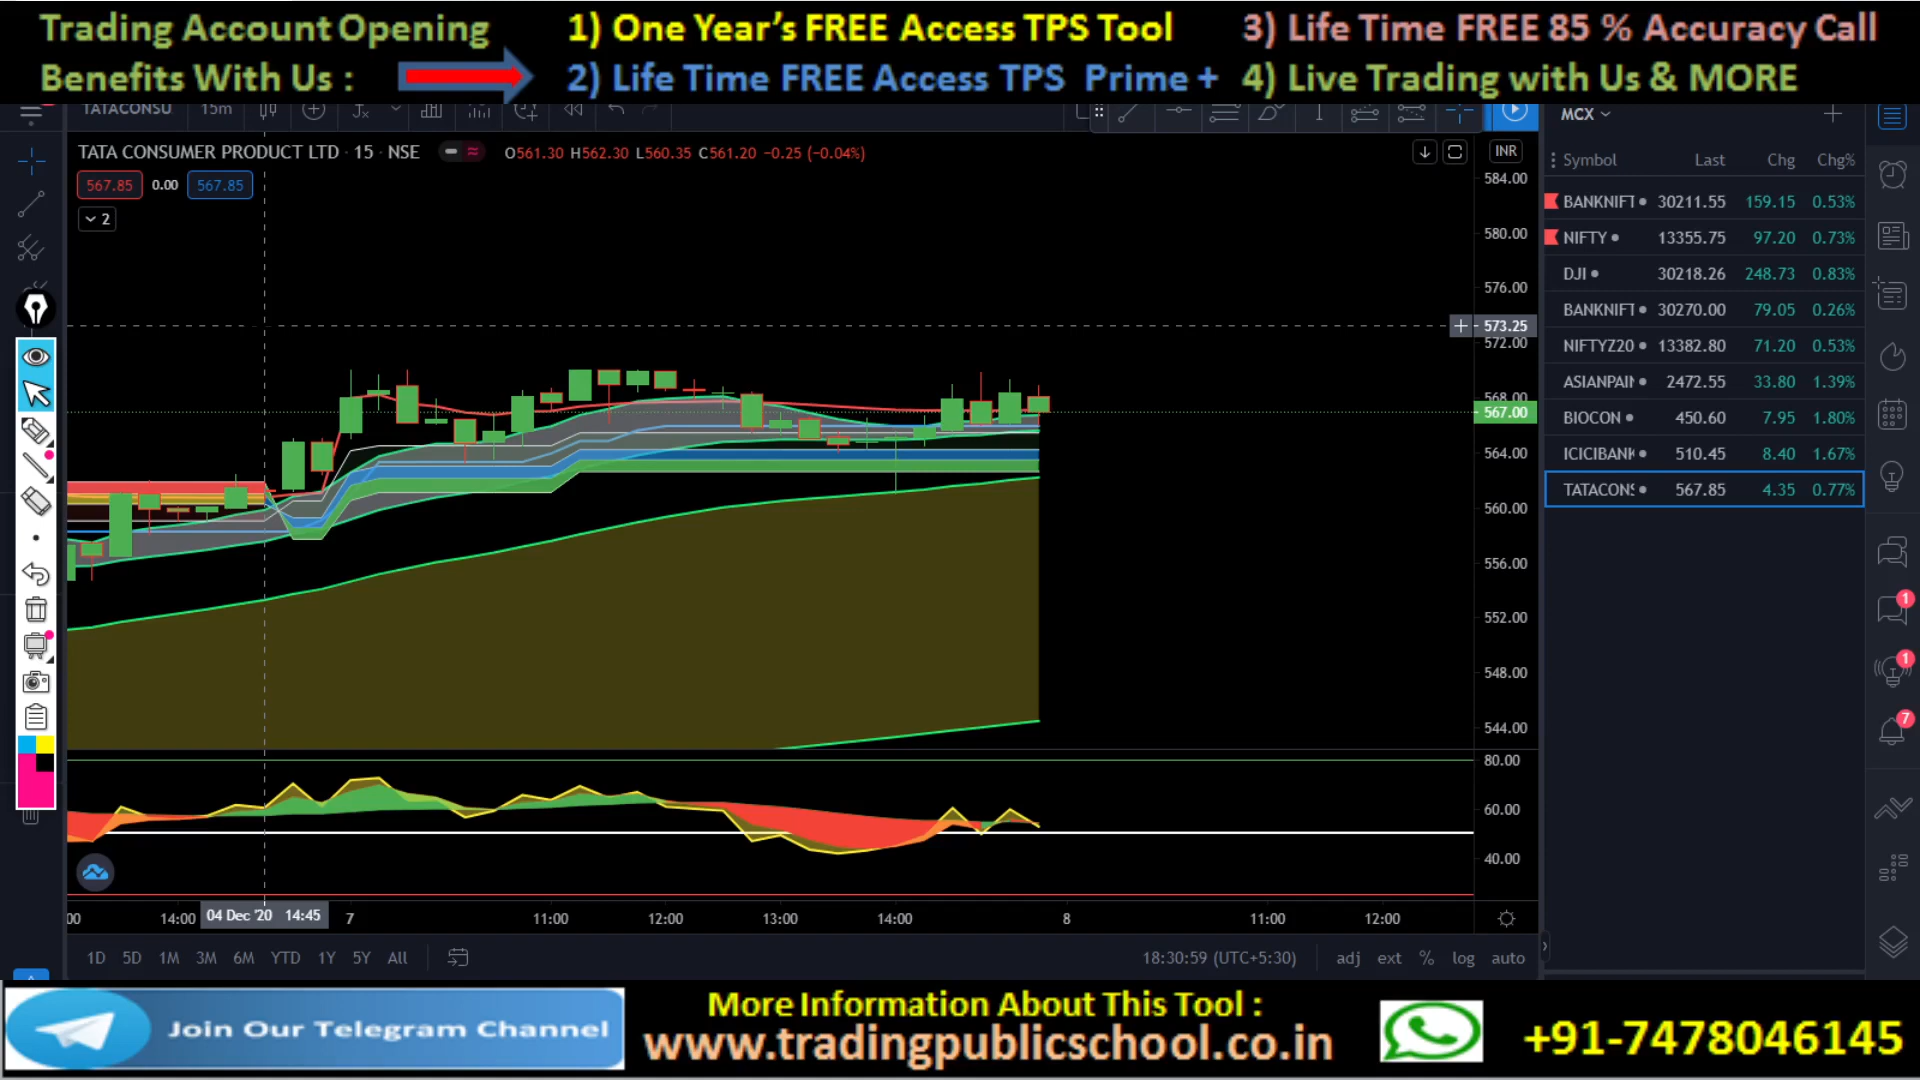 Trading Account Opening
Benefits With Us :
1) One Year's FREE Access TPS Tool
2) Life Time FREE Access TPS Prime +
3) Life Time FREE 85 % Accuracy Call
4) Live Trading with Us & MORE
TATACONSU 15m
MCX
TATA CONSUMER PRODUCT LTD · 15 · NSE O561.30 H562.30 L560.35 C561.20 −0.25 (−0.04%)
567.85 0.00 567.85
2
INR
584.00
580.00
576.00
573.25
572.00
568.00
567.00
564.00
560.00
556.00
552.00
548.00
544.00
80.00
60.00
40.00
Symbol Last Chg Chg%
BANKNIFT 30211.55 159.15 0.53%
NIFTY 13355.75 97.20 0.73%
DJI 30218.26 248.73 0.83%
BANKNIFT 30270.00 79.05 0.26%
NIFTYZ20 13382.80 71.20 0.53%
ASIANPAIN 2472.55 33.80 1.39%
BIOCON 450.60 7.95 1.80%
ICICIBANK 510.45 8.40 1.67%
TATACONS 567.85 4.35 0.77%
1
1
7
:00 14:00 04 Dec '20 14:45 7 11:00 12:00 13:00 14:00 8 11:00 12:00
1D 5D 1M 3M 6M YTD 1Y 5Y All
18:30:59 (UTC+5:30) adj ext % log auto
Join Our Telegram Channel
More Information About This Tool :
www.tradingpublicschool.co.in
+91-7478046145